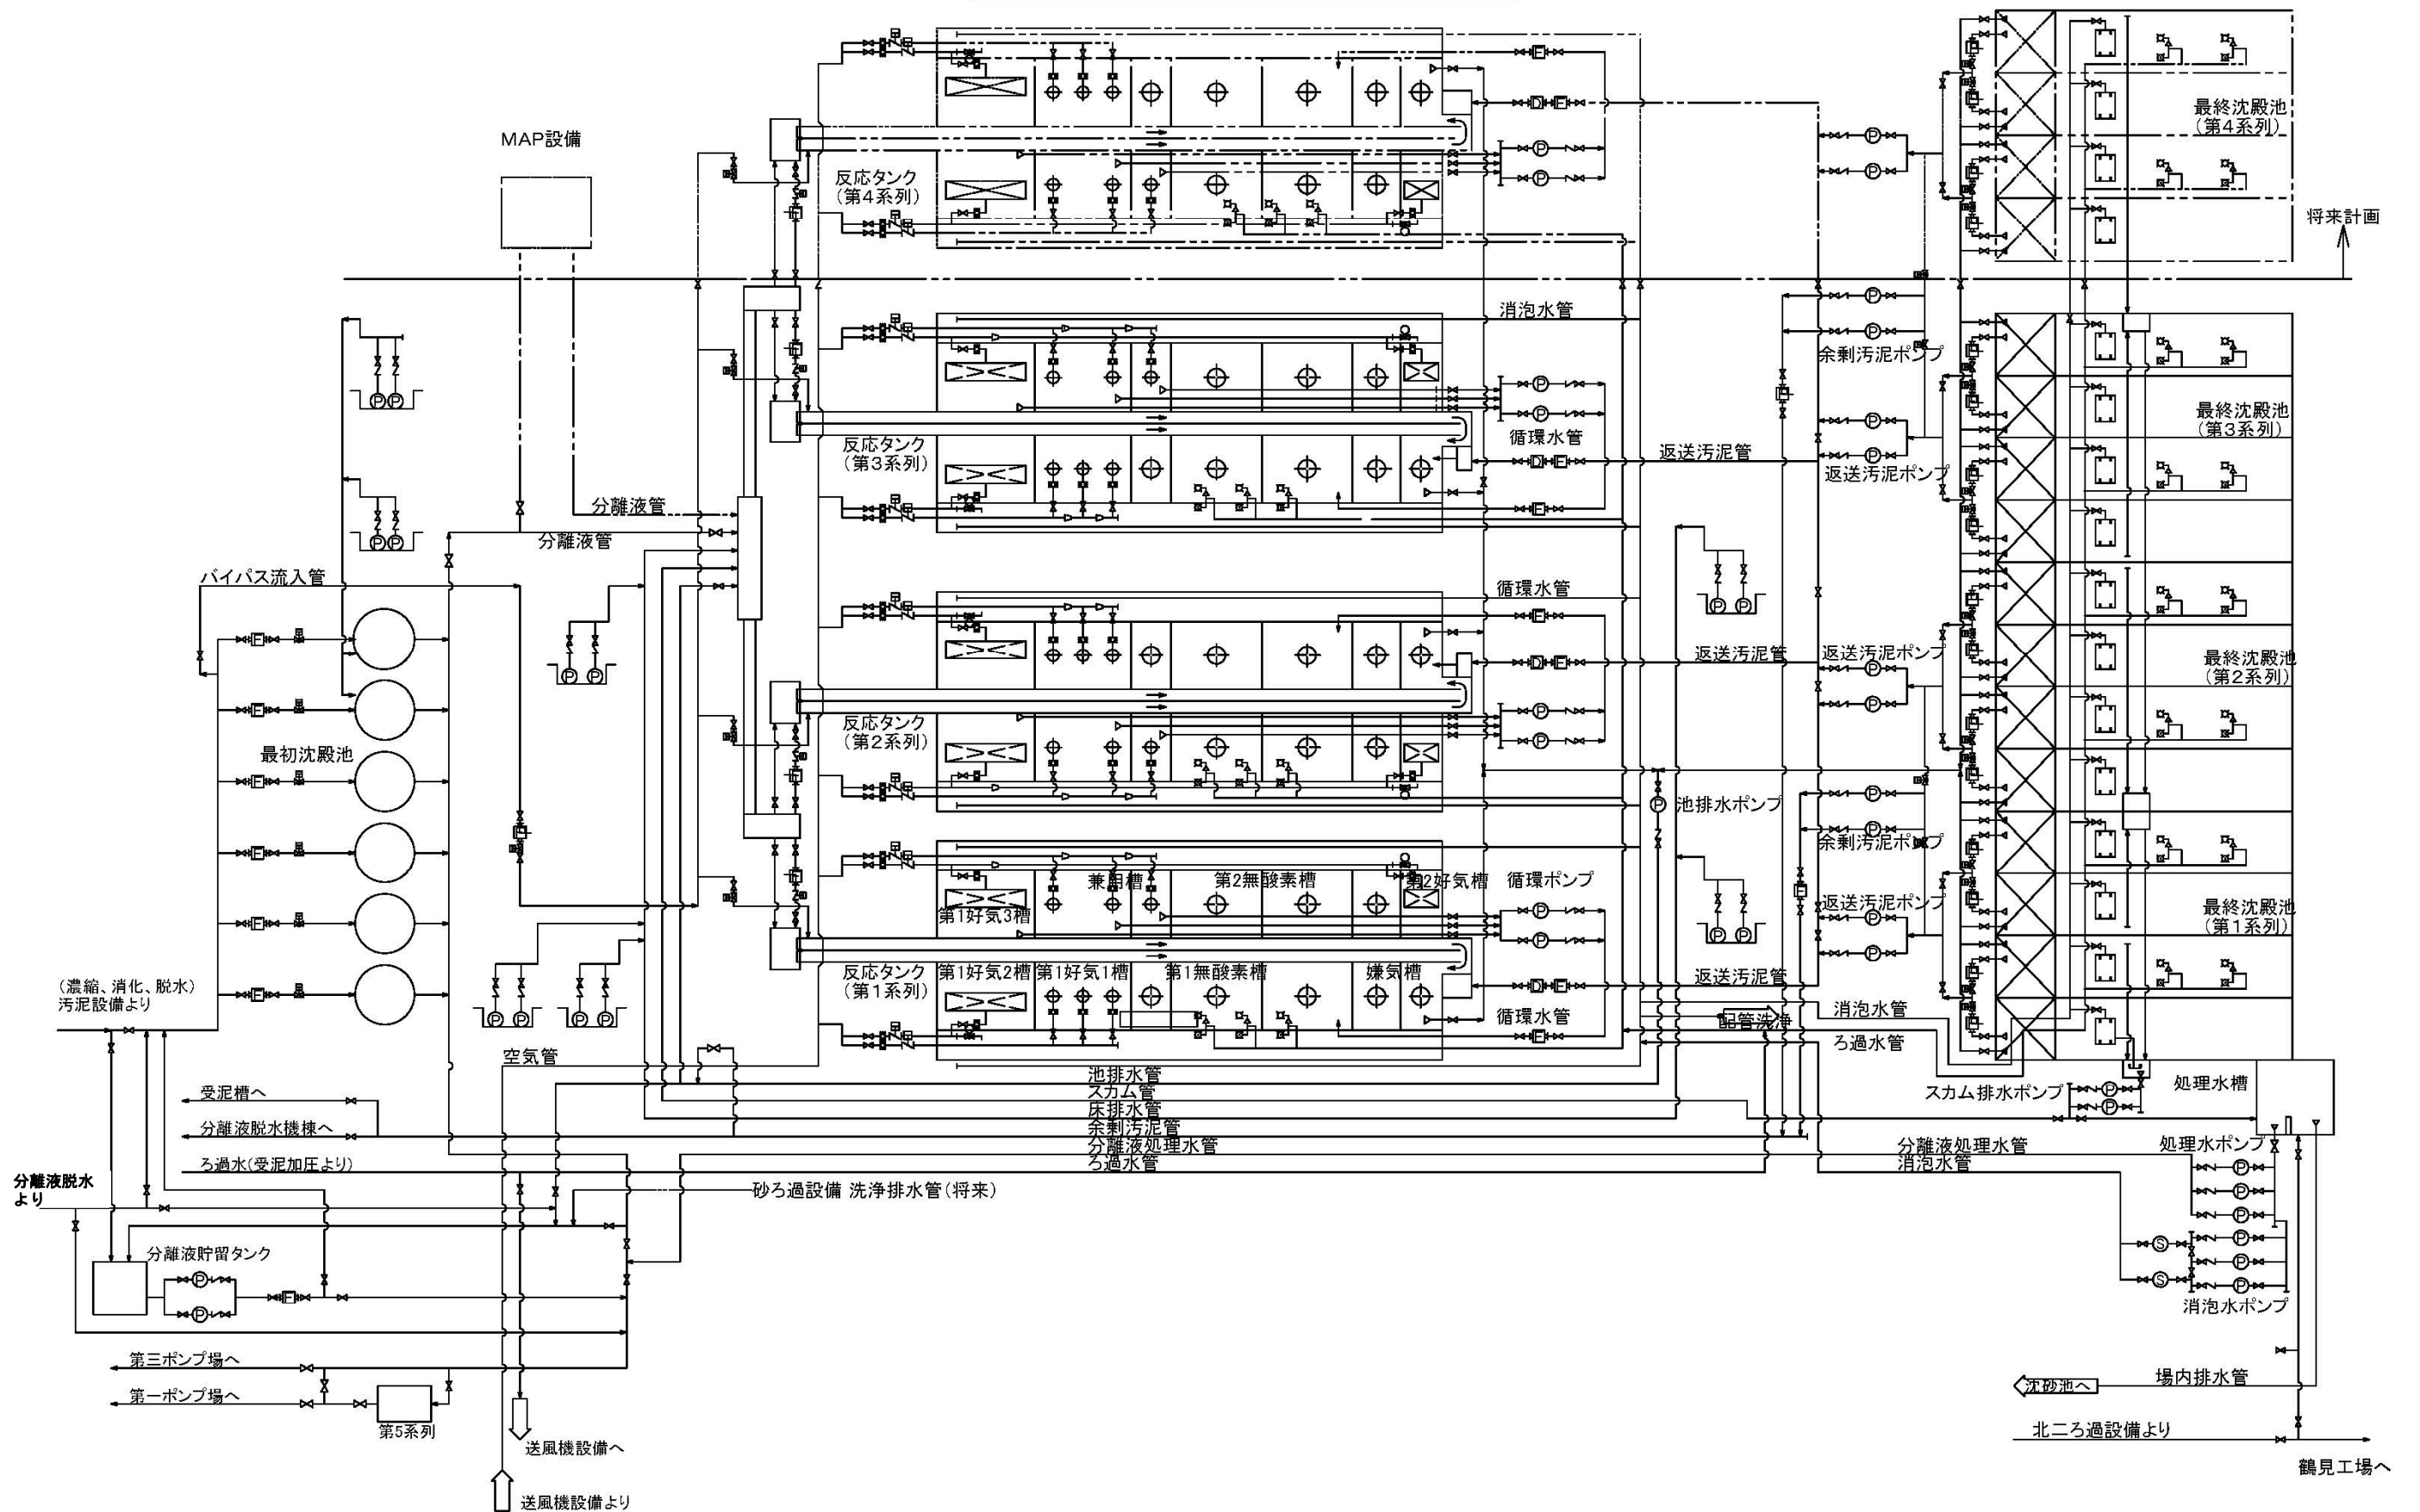 MAP設備
反応タンク
(第4系列)
最終沈殿池
(第4系列)
将来計画
消泡水管
余剰汚泥ポンプ
最終沈殿池
(第3系列)
反応タンク
(第3系列)
循環水管
返送汚泥管
返送汚泥ポンプ
分離液管
分離液管
バイパス流入管
循環水管
返送汚泥管
返送汚泥ポンプ
最終沈殿池
(第2系列)
反応タンク
(第2系列)
最初沈殿池
池排水ポンプ
余剰汚泥ポンプ
兼用槽
第2無酸素槽
第2好気槽
循環ポンプ
第1好気3槽
返送汚泥ポンプ
最終沈殿池
(第1系列)
反応タンク
(第1系列)
第1好気2槽
第1好気1槽
第1無酸素槽
嫌気槽
返送汚泥管
(濃縮、消化、脱水)
汚泥設備より
循環水管
配管洗浄
消泡水管
ろ過水管
空気管
池排水管
スカム管
床排水管
余剰汚泥管
分離液処理水管
ろ過水管
受泥槽へ
分離液脱水機棟へ
ろ過水(受泥加圧より)
スカム排水ポンプ
処理水槽
分離液処理水管
消泡水管
処理水ポンプ
分離液脱水
より
砂ろ過設備 洗浄排水管(将来)
分離液貯留タンク
消泡水ポンプ
第三ポンプ場へ
第一ポンプ場へ
第5系列
沈砂池へ
場内排水管
送風機設備へ
北二ろ過設備より
鶴見工場へ
送風機設備より